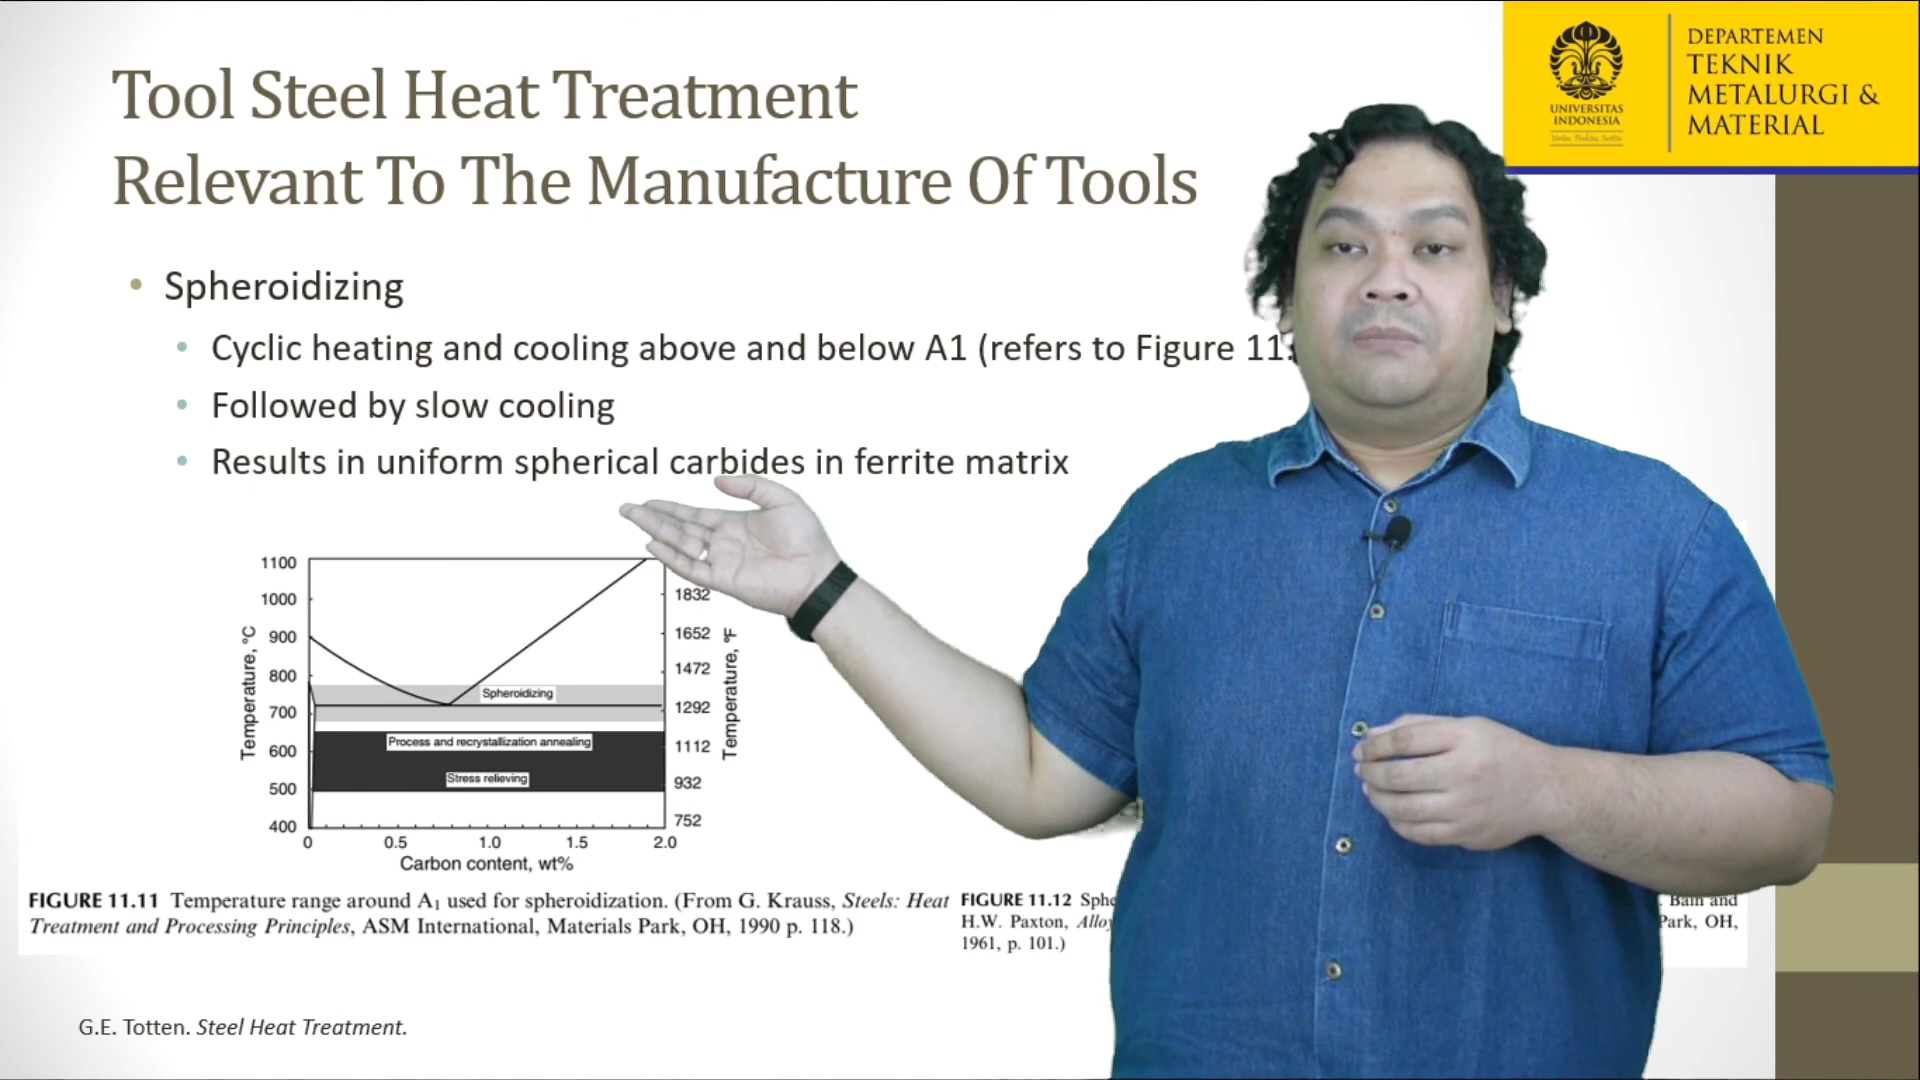 Tool Steel Heat Treatment
Relevant To The Manufacture Of Tools
DEPARTEMEN
TEKNIK
METALURGI &
MATERIAL
UNIVERSITAS
INDONESIA
• Spheroidizing
• Cyclic heating and cooling above and below A1 (refers to Figure 11.
• Followed by slow cooling
• Results in uniform spherical carbides in ferrite matrix
1100
1000
900
800
700
600
500
400
Temperature, °C
1832
1652
1472
1292
1112
932
752
Temperature, °F
Spheroidizing
Process and recrystallization annealing
Stress relieving
0 0.5 1.0 1.5 2.0
Carbon content, wt%
FIGURE 11.11 Temperature range around A1 used for spheroidization. (From G. Krauss, Steels: Heat
Treatment and Processing Principles, ASM International, Materials Park, OH, 1990 p. 118.)
FIGURE 11.12 Bain and
H.W. Paxton, Park, OH,
1961, p. 101.)
G.E. Totten. Steel Heat Treatment.